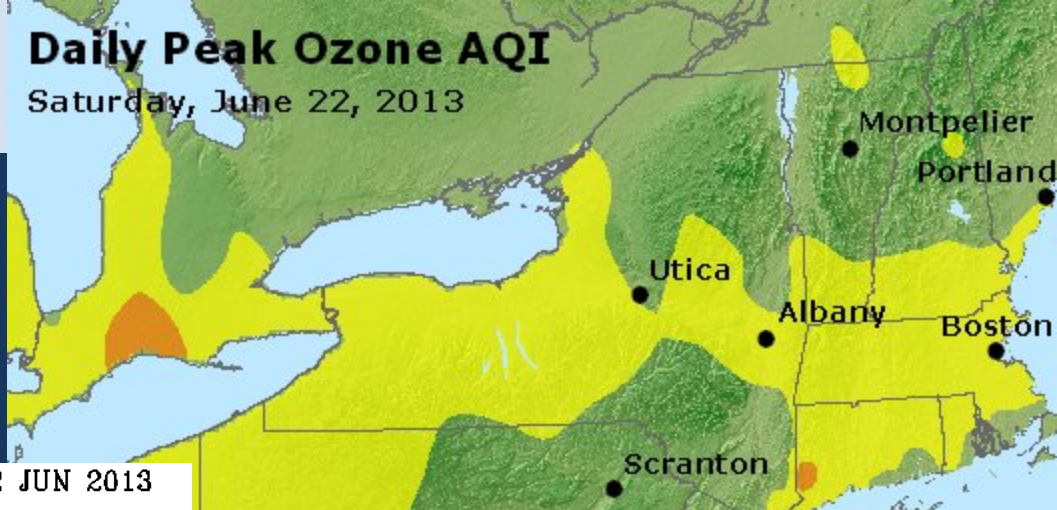 Daily Peak Ozone AQI
Saturday, June 22, 2013
Montpelier
Portland
Utica
Albany
Boston
Scranton
JUN 2013